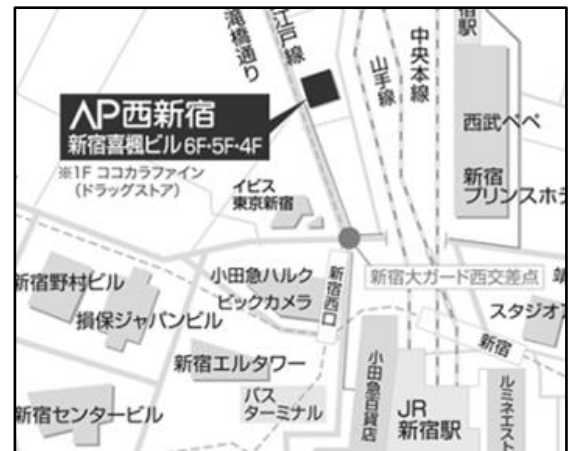 滝橋通り
江戸線
山手線
中央本線
宿
駅
AP西新宿
新宿喜楓ビル 6F・5F・4F
※1F ココカラファイン
（ドラッグストア）
西武ペペ
新宿
プリンスホテ
イビス
東京新宿
新宿大ガード西交差点
靖
新宿野村ビル
損保ジャパンビル
小田急ハルク
ビックカメラ
新宿西口
スタジオ
新宿
新宿エルタワー
小田急百貨店
バス
ターミナル
JR
新宿駅
ルミネエスト
新宿センタービル